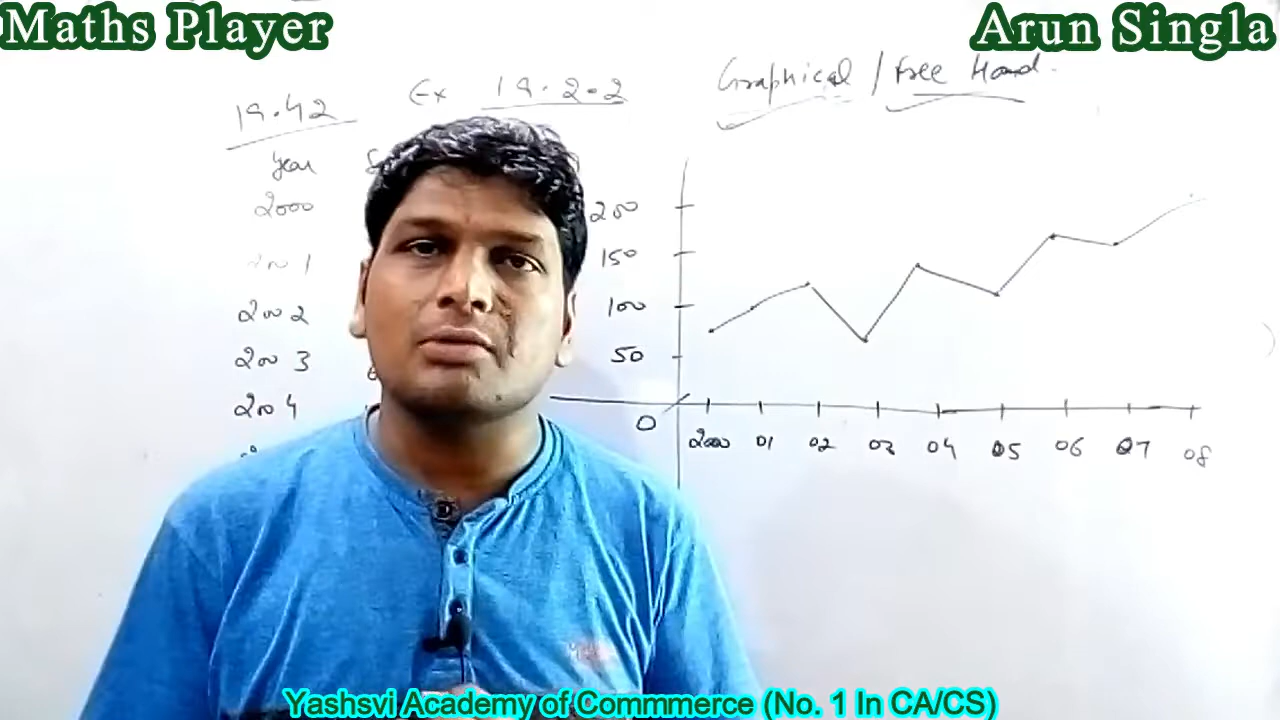 Maths Player
Arun Singla
19.42
Ex 19.2.2
Graphical / Free Hand.
Year
2000
2002
2003
2004
200
150
100
50
0
2000 01 02 03 04 05 06 07 08
Yashsvi Academy of Commmerce (No. 1 In CA/CS)